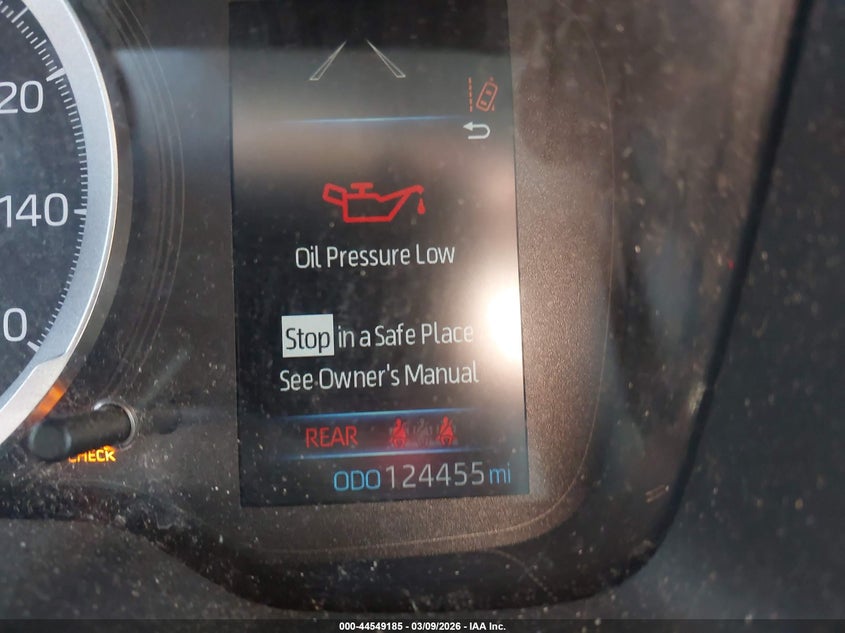 20
140
0
Oil Pressure Low
Stop in a Safe Place
See Owner's Manual
REAR
CHECK
ODO 124455 mi
000-44549185 - 03/09/2026 - IAA Inc.